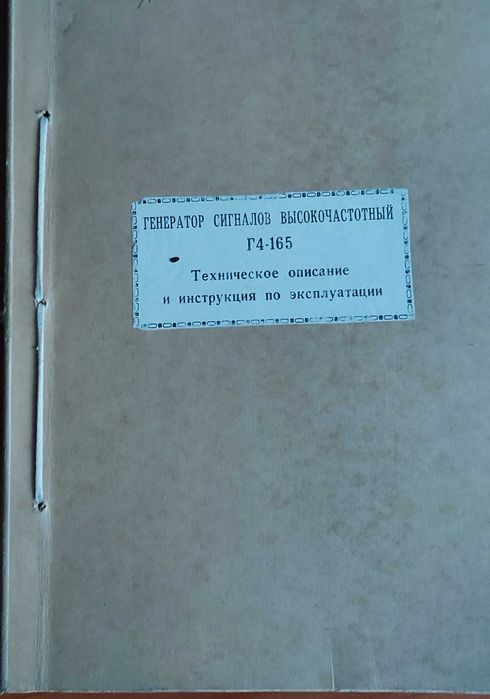 ГЕНЕРАТОР СИГНАЛОВ ВЫСОКОЧАСТОТНЫЙ
Г4-165
Техническое описание
и инструкция по эксплуатации